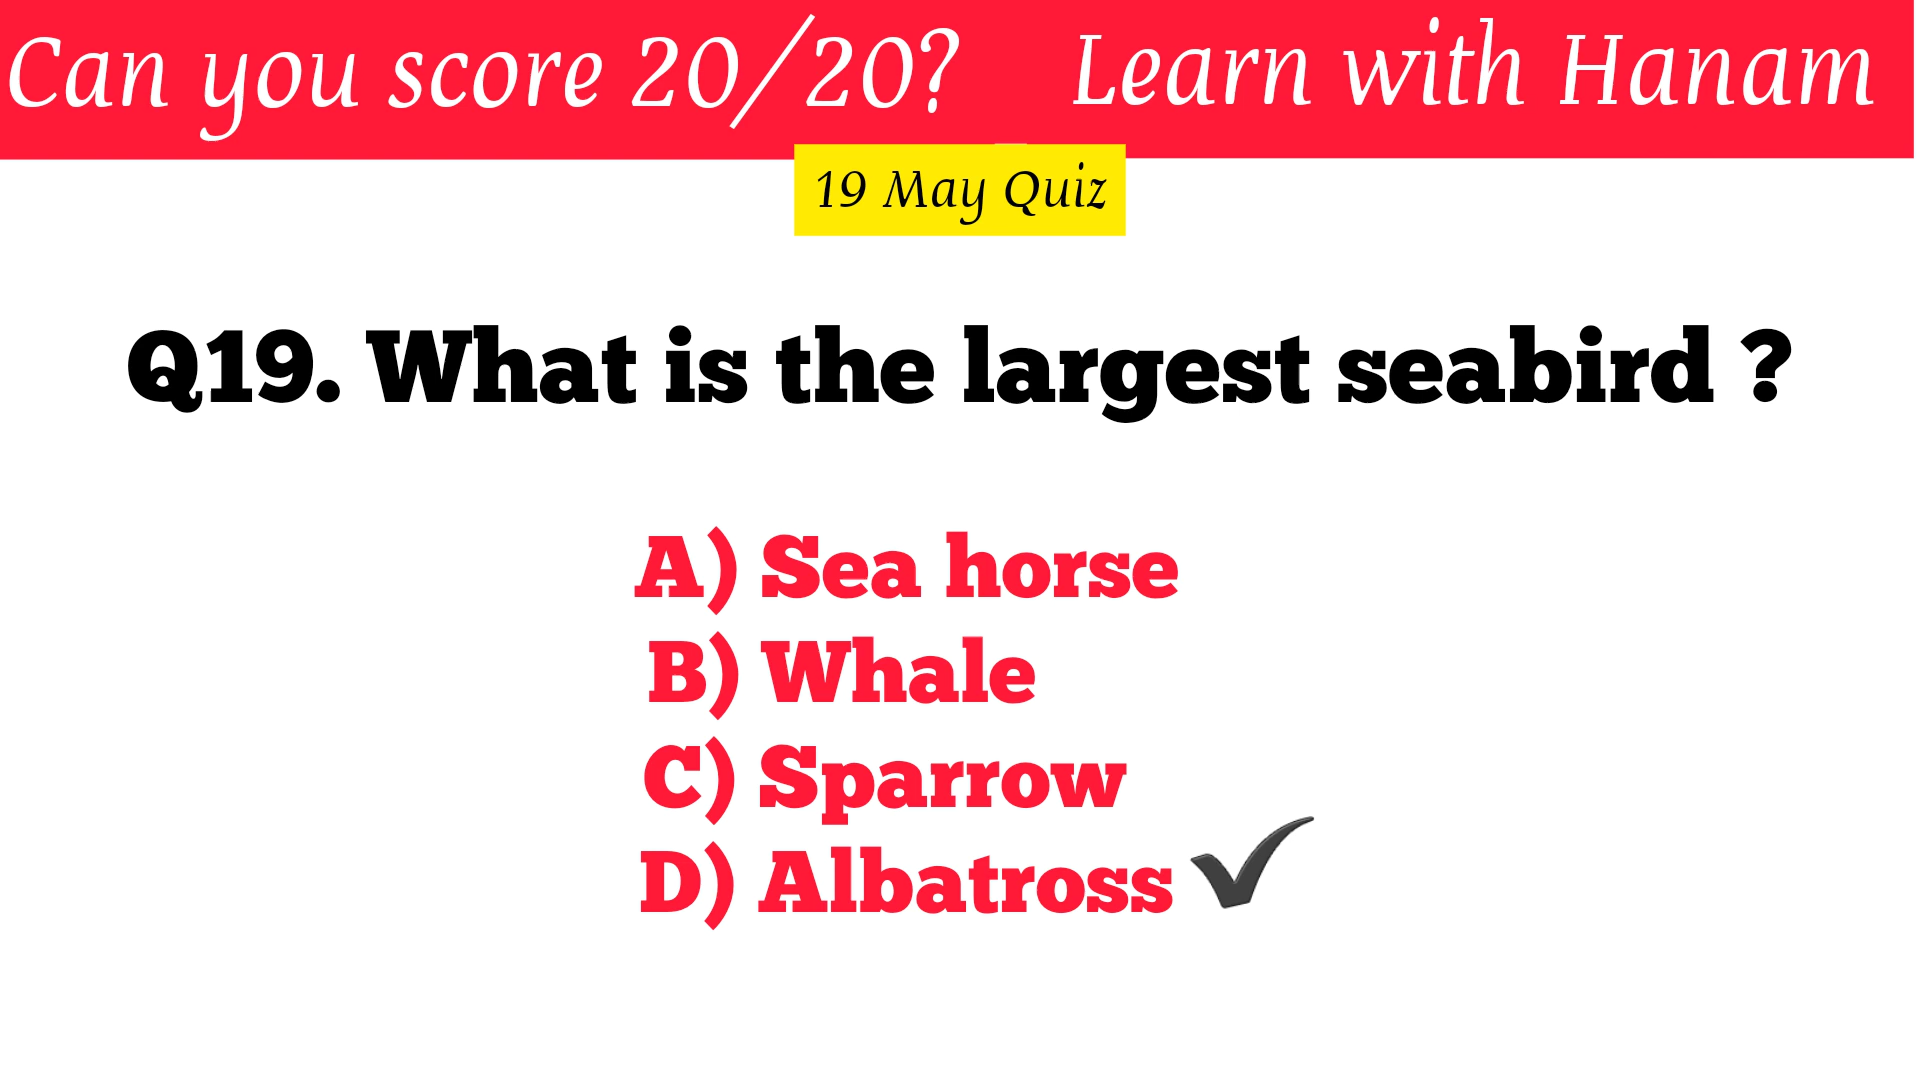 Can you score 20/20? Learn with Hanam
19 May Quiz
Q19. What is the largest seabird ?
A) Sea horse
B) Whale
C) Sparrow
D) Albatross ✔